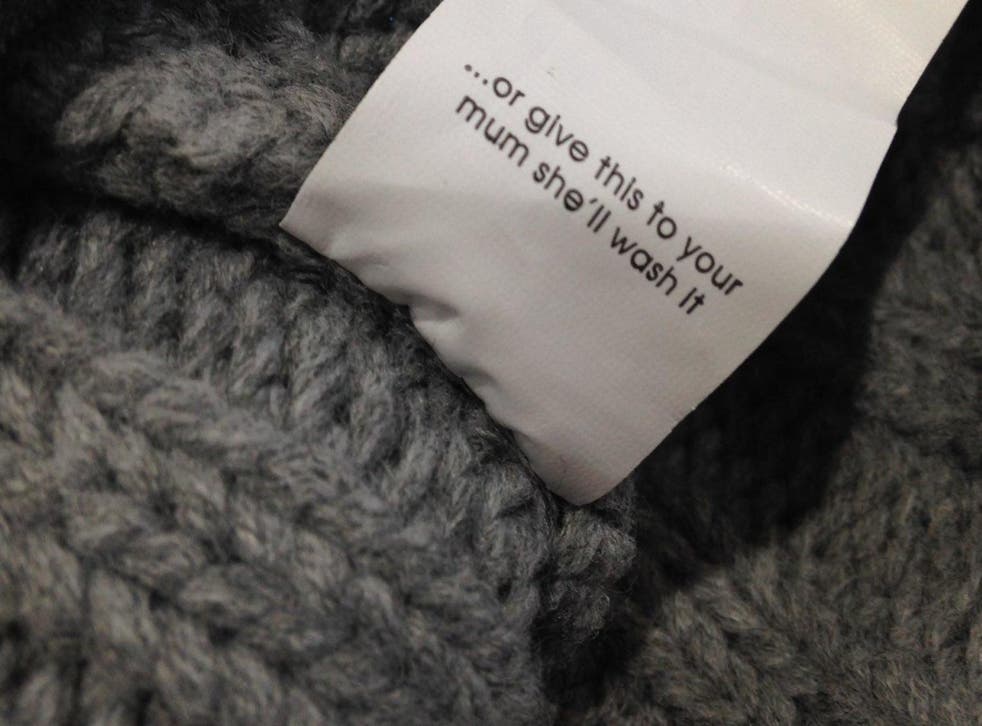 ...or give this to your
mum she'll wash it